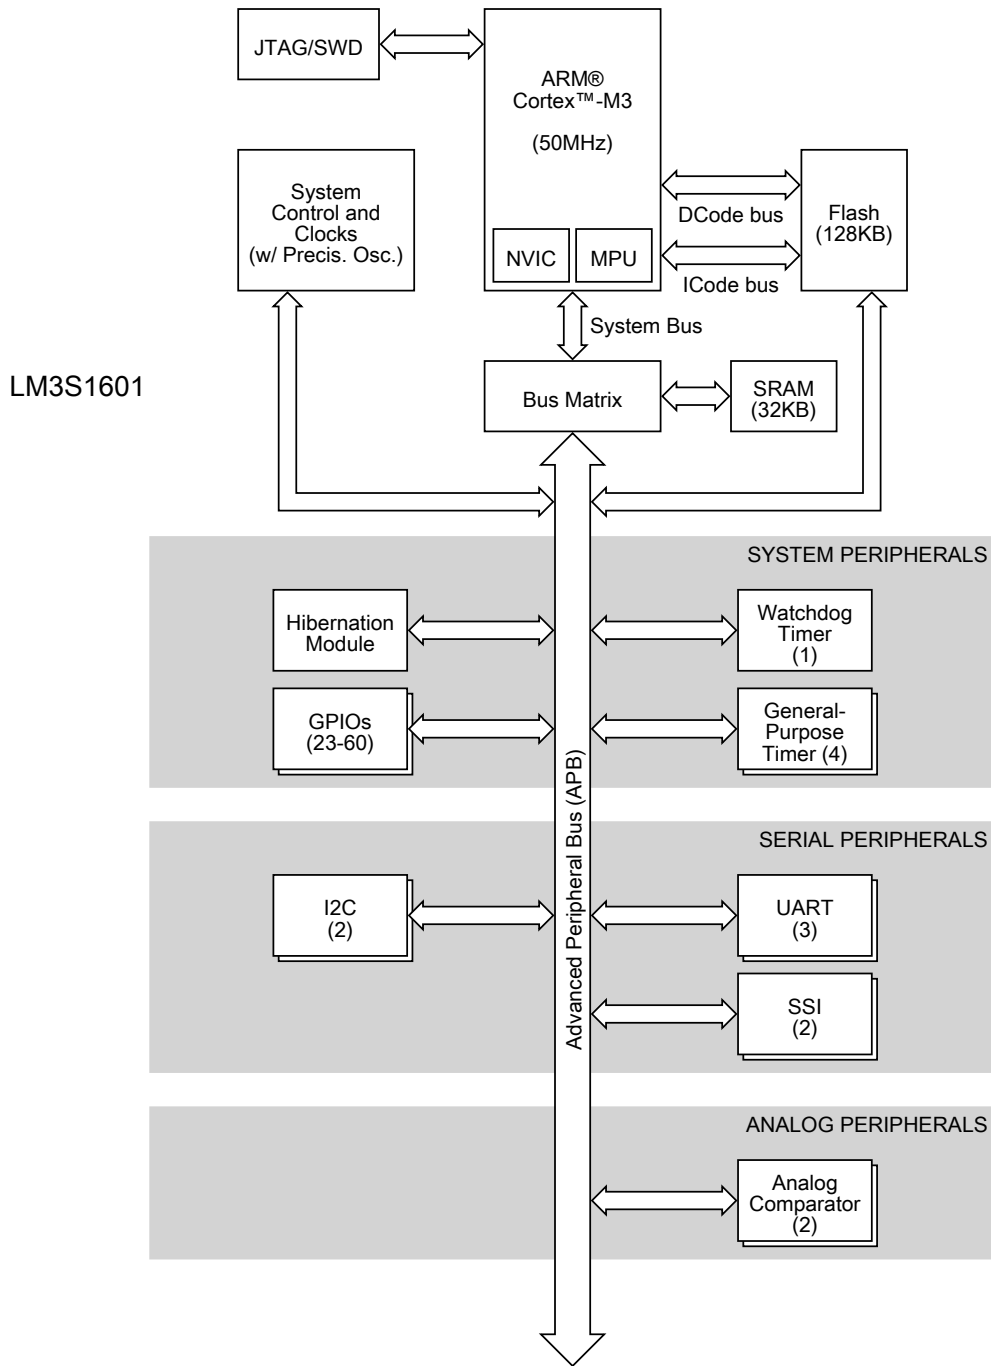 JTAG/SWD
ARM®
Cortex™-M3
(50MHz)
NVIC
MPU
System
Control and
Clocks
(w/ Precis. Osc.)
DCode bus
ICode bus
Flash
(128KB)
System Bus
LM3S1601
Bus Matrix
SRAM
(32KB)
Advanced Peripheral Bus (APB)
SYSTEM PERIPHERALS
Hibernation
Module
Watchdog
Timer
(1)
GPIOs
(23-60)
General-
Purpose
Timer (4)
SERIAL PERIPHERALS
I2C
(2)
UART
(3)
SSI
(2)
ANALOG PERIPHERALS
Analog
Comparator
(2)